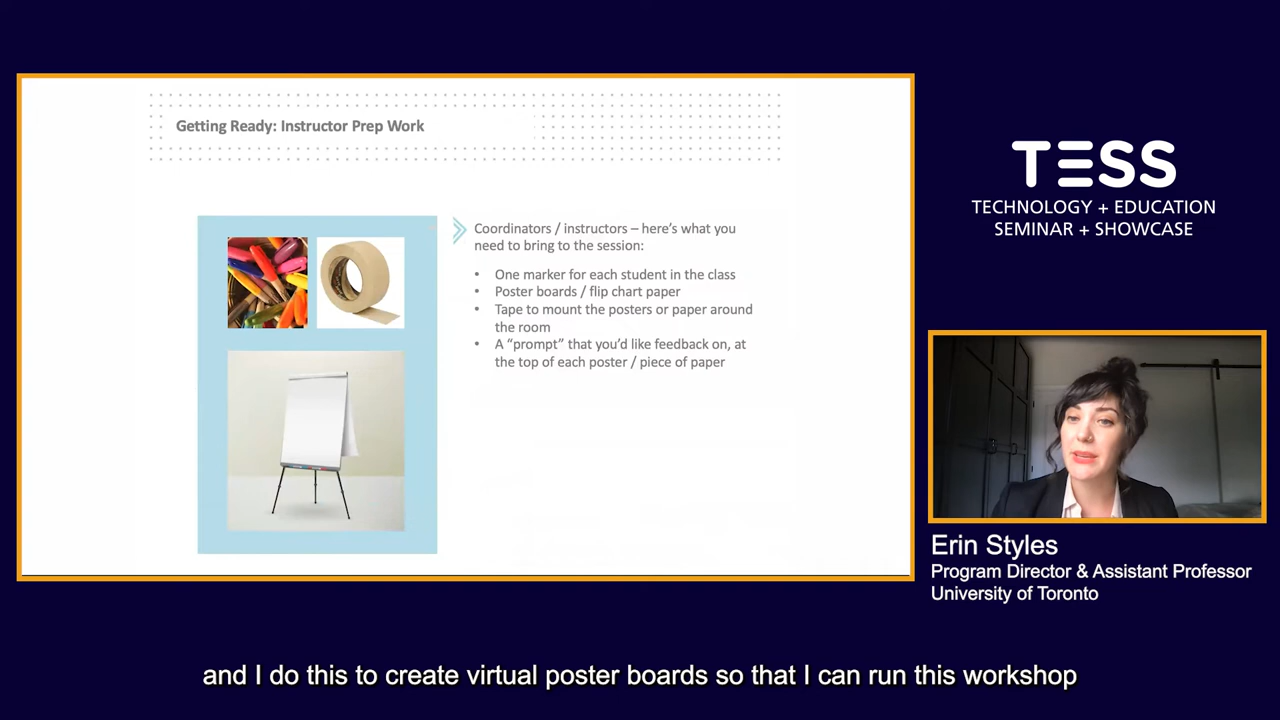 Getting Ready: Instructor Prep Work
Coordinators / instructors – here's what you
need to bring to the session:
• One marker for each student in the class
• Poster boards / flip chart paper
• Tape to mount the posters or paper around
the room
• A “prompt” that you'd like feedback on, at
the top of each poster / piece of paper
TESS
TECHNOLOGY + EDUCATION
SEMINAR + SHOWCASE
Erin Styles
Program Director & Assistant Professor
University of Toronto
and I do this to create virtual poster boards so that I can run this workshop